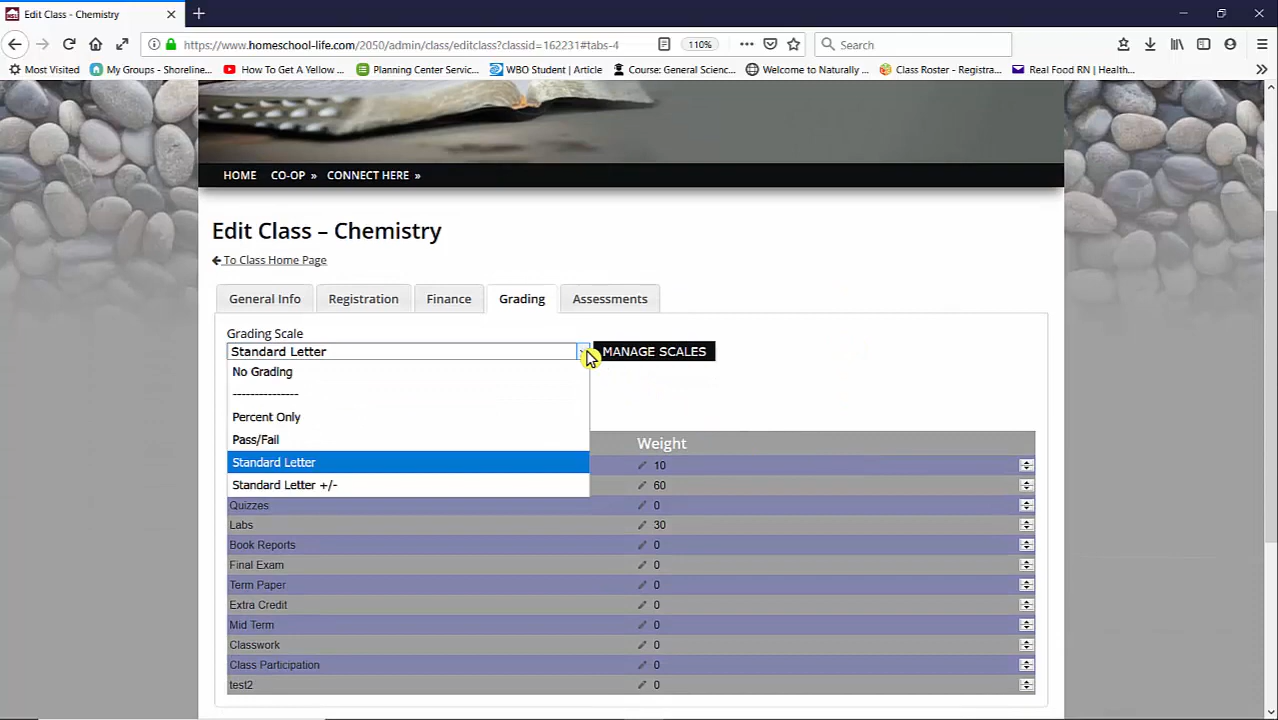 Edit Class - Chemistry
https://www.homeschool-life.com/2050/admin/class/editclass?classid=162231#tabs-4
110%
Search
Most Visited
My Groups - Shoreline...
How To Get A Yellow ...
Planning Center Servic...
WBO Student | Article
Course: General Scienc...
Welcome to Naturally ...
Class Roster - Registra...
Real Food RN | Health...
HOME CO-OP » CONNECT HERE »
Edit Class – Chemistry
To Class Home Page
General Info Registration Finance Grading Assessments
Grading Scale
Standard Letter MANAGE SCALES
No Grading
---------------
Percent Only
Pass/Fail
Standard Letter
Standard Letter +/-
Weight
10
60
Quizzes 0
Labs 30
Book Reports 0
Final Exam 0
Term Paper 0
Extra Credit 0
Mid Term 0
Classwork 0
Class Participation 0
test2 0